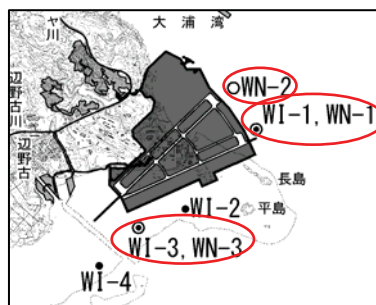 大浦湾
ヤ川
辺野古川
辺野古
WN-2
WI-1, WN-1
長島
平島
WI-2
WI-3, WN-3
WI-4